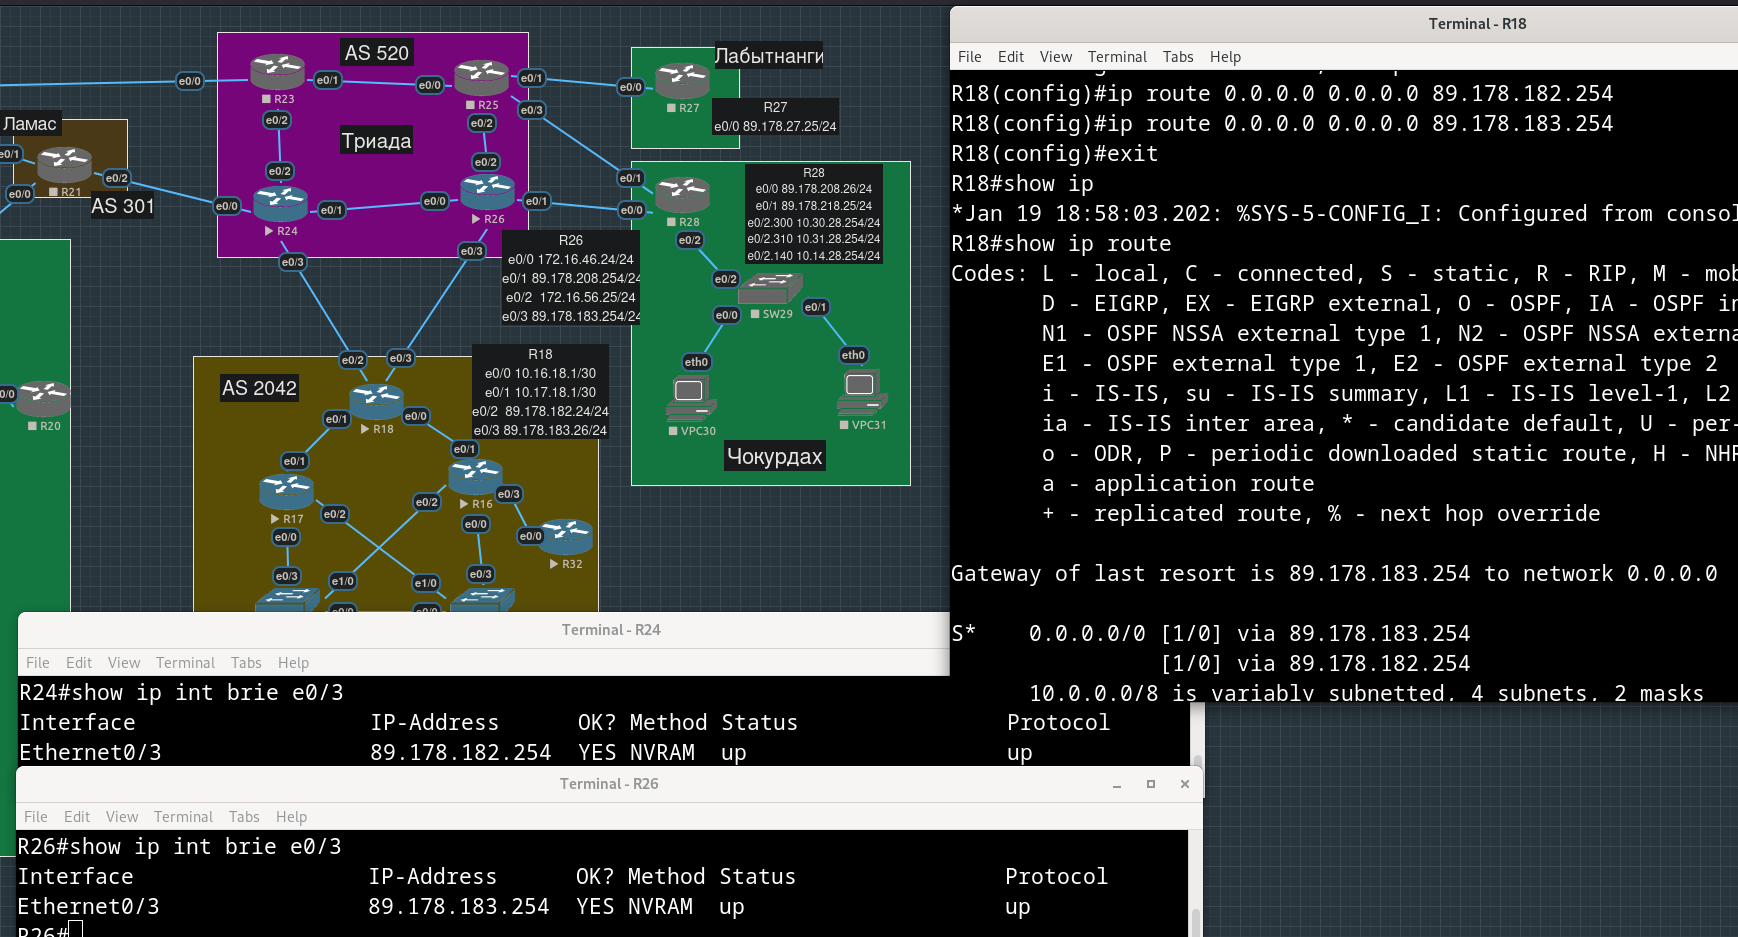 AS 520
e0/0
R23
e0/1
e0/0
R25
e0/1
e0/3
e0/2
e0/2
Триада
e0/2
e0/2
e0/0
R24
e0/1
e0/0
R26
e0/1
e0/3
e0/3
Ламас
e0/1
e0/0
R21
e0/2
AS 301
Лабытнанги
e0/0
R27
R27
e0/0 89.178.27.25/24
e0/1
e0/0
R28
R28
e0/0 89.178.208.26/24
e0/1 89.178.218.25/24
e0/2.300 10.30.28.254/24
e0/2.310 10.31.28.254/24
e0/2.140 10.14.28.254/24
e0/2
e0/2
SW29
e0/0
e0/1
eth0
eth0
VPC30
VPC31
Чокурдах
R26
e0/0 172.16.46.24/24
e0/1 89.178.208.254/24
e0/2 172.16.56.25/24
e0/3 89.178.183.254/24
R18
e0/0 10.16.18.1/30
e0/1 10.17.18.1/30
e0/2 89.178.182.24/24
e0/3 89.178.183.26/24
AS 2042
e0/2
e0/3
e0/1
R18
e0/0
e0/1
R17
e0/2
e0/0
e0/3
e0/1
e0/2
R16
e0/3
e0/0
e0/0
R32
e0/3
e1/0
e1/0
e0/0
e0/0
e0/0
R20
Terminal - R18
File Edit View Terminal Tabs Help
R18(config)#ip route 0.0.0.0 0.0.0.0 89.178.182.254
R18(config)#ip route 0.0.0.0 0.0.0.0 89.178.183.254
R18(config)#exit
R18#show ip
*Jan 19 18:58:03.202: %SYS-5-CONFIG_I: Configured from consol
R18#show ip route
Codes: L - local, C - connected, S - static, R - RIP, M - mob
D - EIGRP, EX - EIGRP external, O - OSPF, IA - OSPF in
N1 - OSPF NSSA external type 1, N2 - OSPF NSSA externa
E1 - OSPF external type 1, E2 - OSPF external type 2
i - IS-IS, su - IS-IS summary, L1 - IS-IS level-1, L2
ia - IS-IS inter area, * - candidate default, U - per-
o - ODR, P - periodic downloaded static route, H - NHR
a - application route
+ - replicated route, % - next hop override
Gateway of last resort is 89.178.183.254 to network 0.0.0.0
S* 0.0.0.0/0 [1/0] via 89.178.183.254
[1/0] via 89.178.182.254
10.0.0.0/8 is variably subnetted, 4 subnets, 2 masks
Terminal - R24
File Edit View Terminal Tabs Help
R24#show ip int brie e0/3
Interface IP-Address OK? Method Status Protocol
Ethernet0/3 89.178.182.254 YES NVRAM up up
Terminal - R26
File Edit View Terminal Tabs Help
R26#show ip int brie e0/3
Interface IP-Address OK? Method Status Protocol
Ethernet0/3 89.178.183.254 YES NVRAM up up
R26#